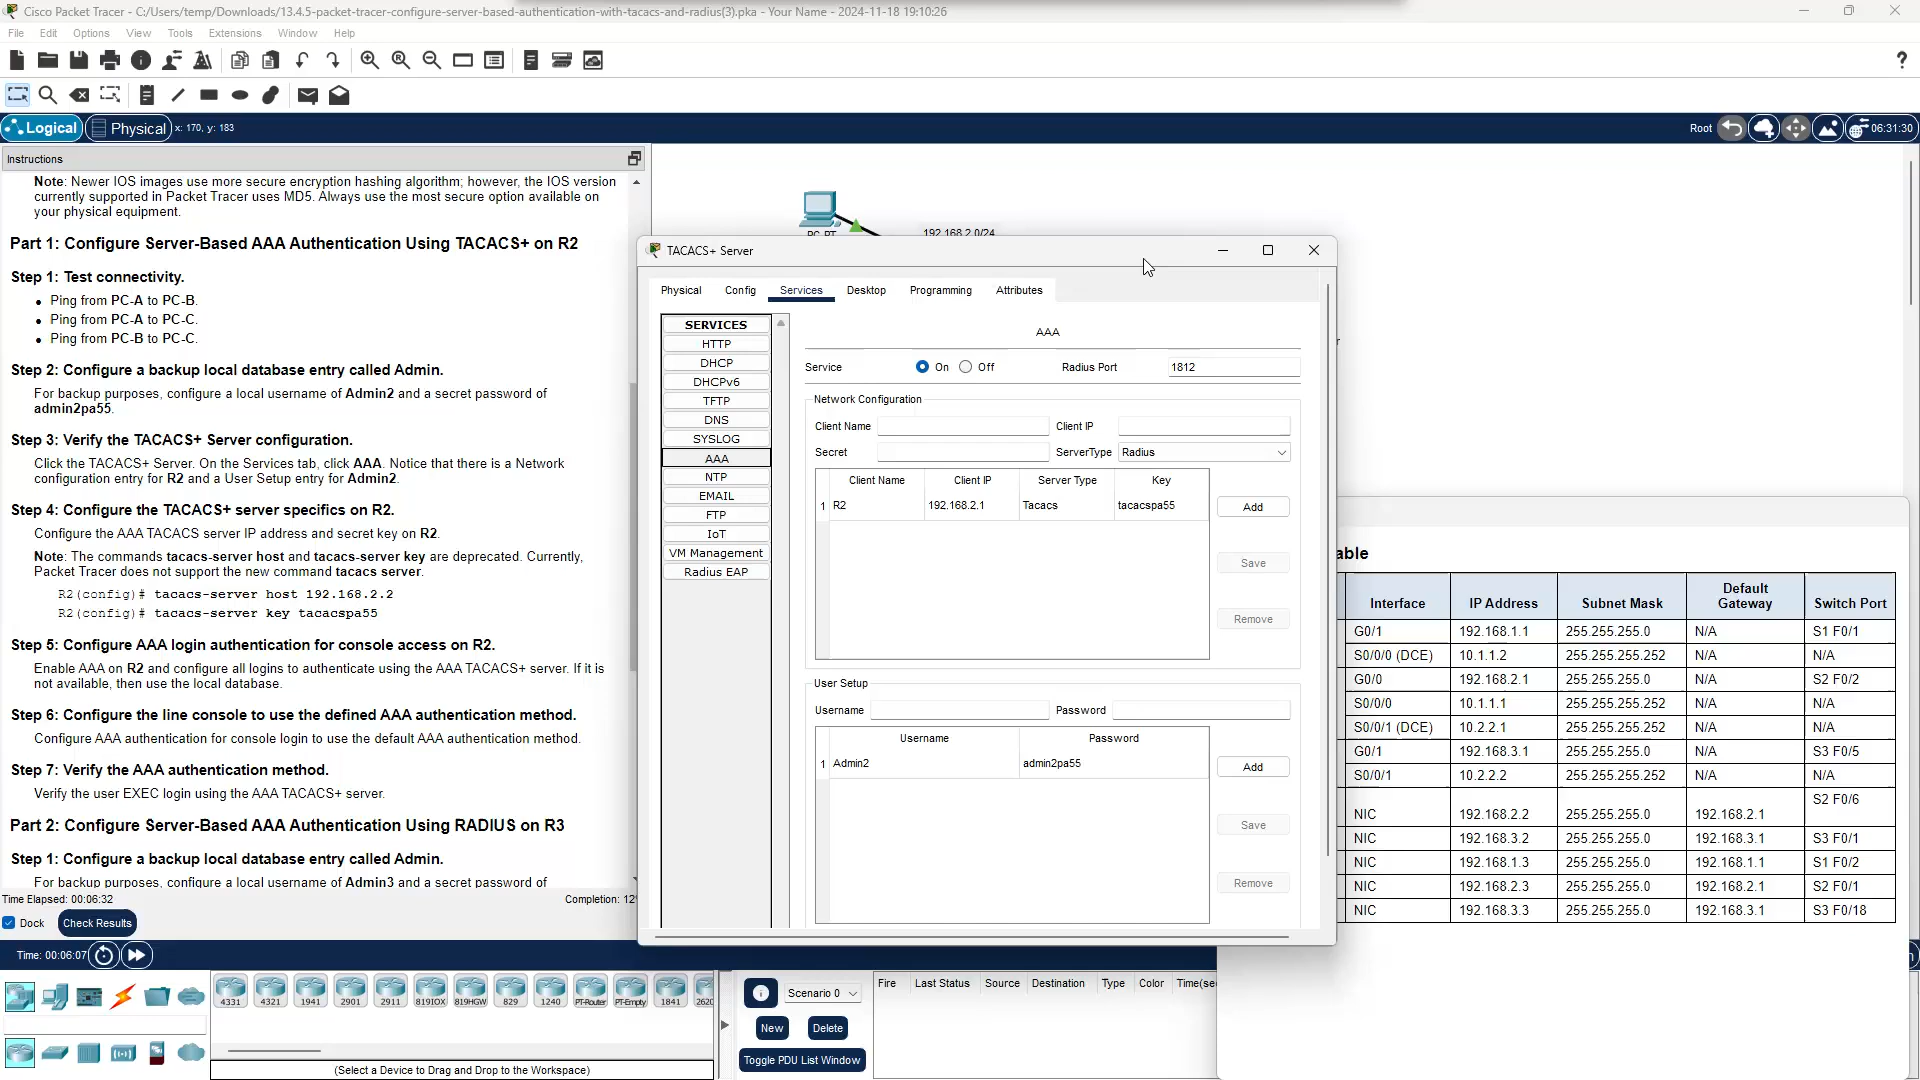 Cisco Packet Tracer - C:/Users/temp/Downloads/13.4.5-packet-tracer-configure-server-based-authentication-with-tacacs-and-radius(3).pka - Your Name - 2024-11-18 19:10:26
File Edit Options View Tools Extensions Window Help
Logical Physical x: 170, y: 183
Root 06:31:30
Instructions
Note: Newer IOS images use more secure encryption hashing algorithm; however, the IOS version
currently supported in Packet Tracer uses MD5. Always use the most secure option available on
your physical equipment.
Part 1: Configure Server-Based AAA Authentication Using TACACS+ on R2
Step 1: Test connectivity.
• Ping from PC-A to PC-B.
• Ping from PC-A to PC-C.
• Ping from PC-B to PC-C.
Step 2: Configure a backup local database entry called Admin.
For backup purposes, configure a local username of Admin2 and a secret password of
admin2pa55.
Step 3: Verify the TACACS+ Server configuration.
Click the TACACS+ Server. On the Services tab, click AAA. Notice that there is a Network
configuration entry for R2 and a User Setup entry for Admin2.
Step 4: Configure the TACACS+ server specifics on R2.
Configure the AAA TACACS server IP address and secret key on R2.
Note: The commands tacacs-server host and tacacs-server key are deprecated. Currently,
Packet Tracer does not support the new command tacacs server.
R2(config)# tacacs-server host 192.168.2.2
R2(config)# tacacs-server key tacacspa55
Step 5: Configure AAA login authentication for console access on R2.
Enable AAA on R2 and configure all logins to authenticate using the AAA TACACS+ server. If it is
not available, then use the local database.
Step 6: Configure the line console to use the defined AAA authentication method.
Configure AAA authentication for console login to use the default AAA authentication method.
Step 7: Verify the AAA authentication method.
Verify the user EXEC login using the AAA TACACS+ server.
Part 2: Configure Server-Based AAA Authentication Using RADIUS on R3
Step 1: Configure a backup local database entry called Admin.
For backup purposes, configure a local username of Admin3 and a secret password of
Time Elapsed: 00:06:32 Completion: 12
Dock Check Results
PC-PT
192.168.2.0/24
TACACS+ Server
Physical Config Services Desktop Programming Attributes
SERVICES
HTTP
DHCP
DHCPv6
TFTP
DNS
SYSLOG
AAA
NTP
EMAIL
FTP
IoT
VM Management
Radius EAP
AAA
Service On Off Radius Port 1812
Network Configuration
Client Name Client IP
Secret ServerType Radius
Client Name Client IP Server Type Key
1 R2 192.168.2.1 Tacacs tacacspa55
Add
Save
Remove
User Setup
Username Password
Username Password
1 Admin2 admin2pa55
Add
Save
Remove
able
Interface IP Address Subnet Mask Default Gateway Switch Port
G0/1 192.168.1.1 255.255.255.0 N/A S1 F0/1
S0/0/0 (DCE) 10.1.1.2 255.255.255.252 N/A N/A
G0/0 192.168.2.1 255.255.255.0 N/A S2 F0/2
S0/0/0 10.1.1.1 255.255.255.252 N/A N/A
S0/0/1 (DCE) 10.2.2.1 255.255.255.252 N/A N/A
G0/1 192.168.3.1 255.255.255.0 N/A S3 F0/5
S0/0/1 10.2.2.2 255.255.255.252 N/A N/A
NIC 192.168.2.2 255.255.255.0 192.168.2.1 S2 F0/6
NIC 192.168.3.2 255.255.255.0 192.168.3.1 S3 F0/1
NIC 192.168.1.3 255.255.255.0 192.168.1.1 S1 F0/2
NIC 192.168.2.3 255.255.255.0 192.168.2.1 S2 F0/1
NIC 192.168.3.3 255.255.255.0 192.168.3.1 S3 F0/18
Time: 00:06:07
4331 4321 1941 2901 2911 819IOX 819HGW 829 1240 PT-Router PT-Empty 1841 2620
(Select a Device to Drag and Drop to the Workspace)
Scenario 0
New Delete
Toggle PDU List Window
Fire Last Status Source Destination Type Color Time(sec